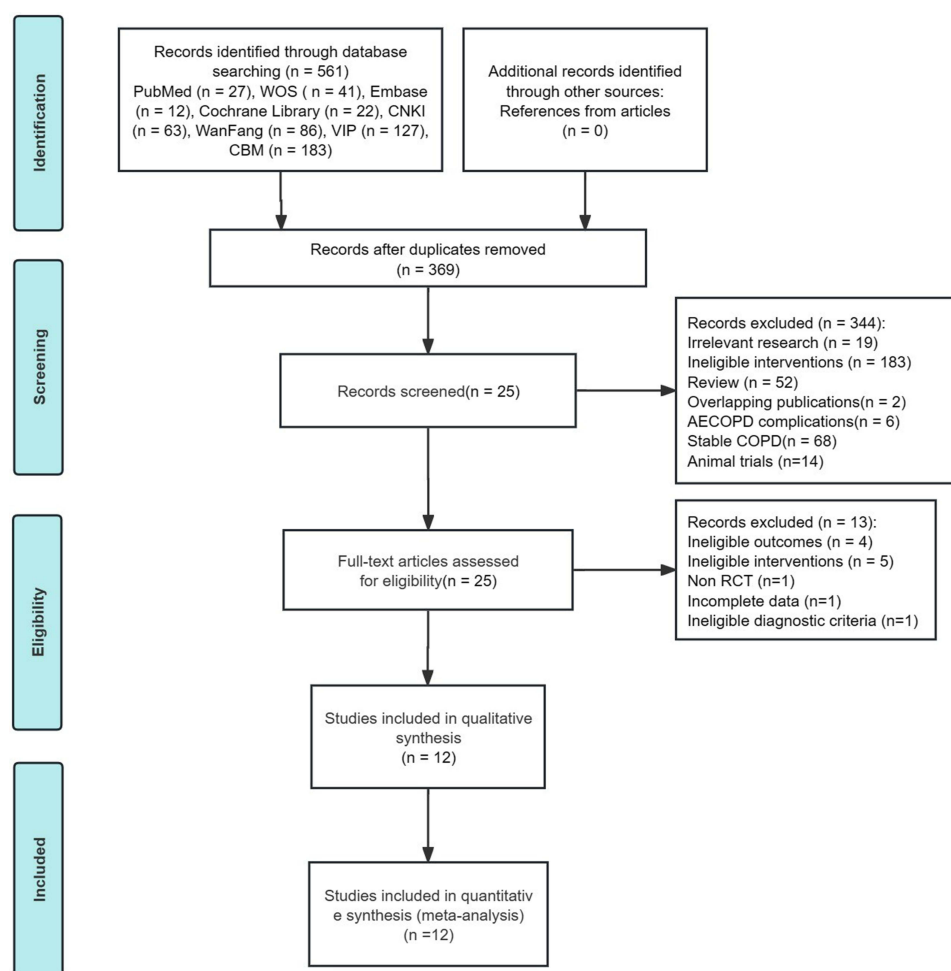 Identification
Records identified through database
searching (n = 561)
PubMed (n = 27), WOS ( n = 41), Embase
(n = 12), Cochrane Library (n = 22), CNKI
(n = 63), WanFang (n = 86), VIP (n = 127),
CBM (n = 183)
Additional records identified
through other sources:
References from articles
(n = 0)
Records after duplicates removed
(n = 369)
Screening
Records screened(n = 25)
Records excluded (n = 344):
Irrelevant research (n = 19)
Ineligible interventions (n = 183)
Review (n = 52)
Overlapping publications(n = 2)
AECOPD complications(n = 6)
Stable COPD(n = 68)
Animal trials (n=14)
Eligibility
Full-text articles assessed
for eligibility(n = 25)
Records excluded (n = 13):
Ineligible outcomes (n = 4)
Ineligible interventions (n = 5)
Non RCT (n=1)
Incomplete data (n=1)
Ineligible diagnostic criteria (n=1)
Studies included in qualitative
synthesis
(n = 12)
Included
Studies included in quantitativ
e synthesis (meta-analysis)
(n =12)